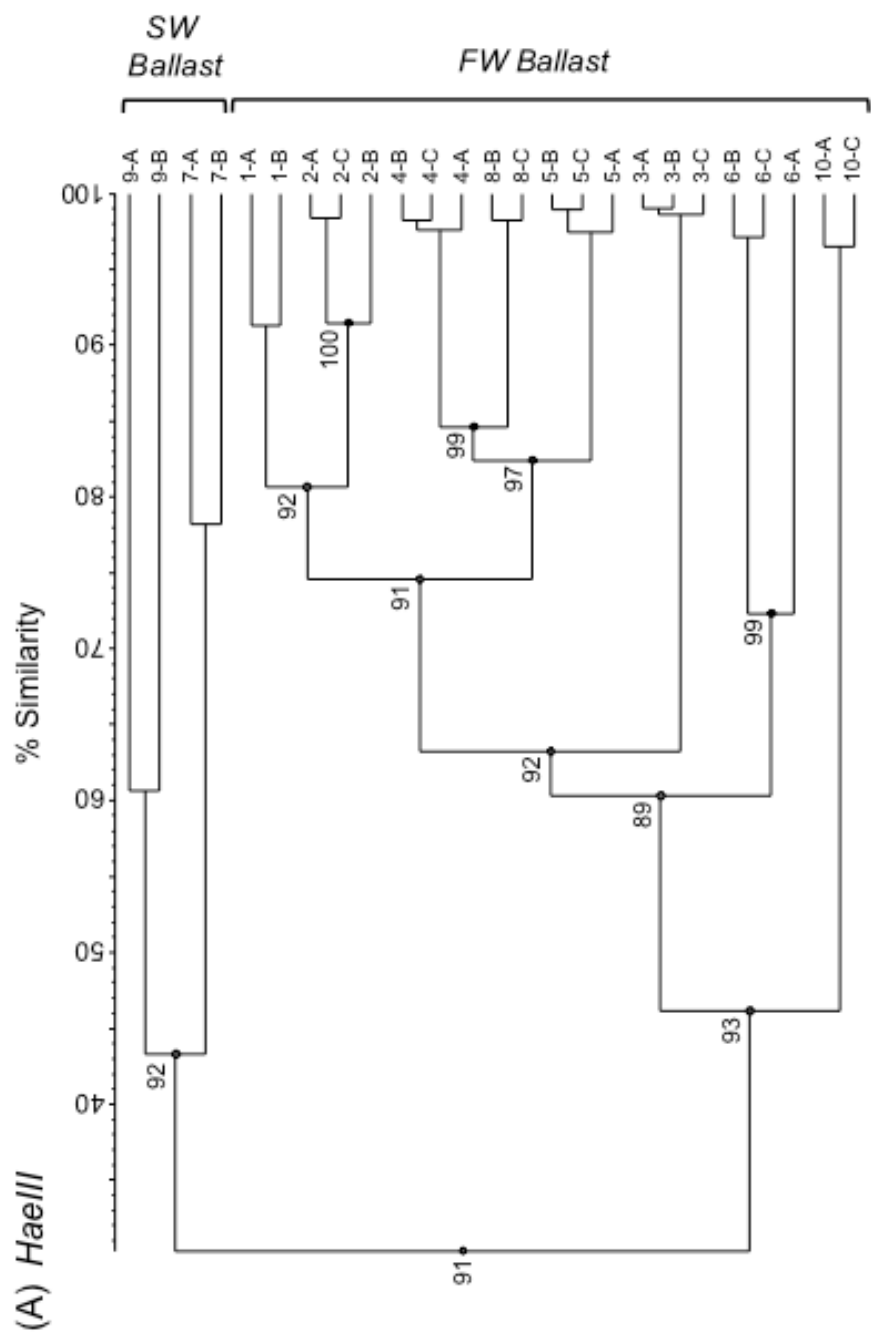 (A) HaeIII
% Similarity
40
50
60
70
80
90
100
SW
Ballast
FW Ballast
9-A
9-B
7-A
7-B
1-A
1-B
2-A
2-C
2-B
4-B
4-C
4-A
8-B
8-C
5-B
5-C
5-A
3-A
3-B
3-C
6-B
6-C
6-A
10-A
10-C
100
92
99
97
91
92
99
89
92
93
91